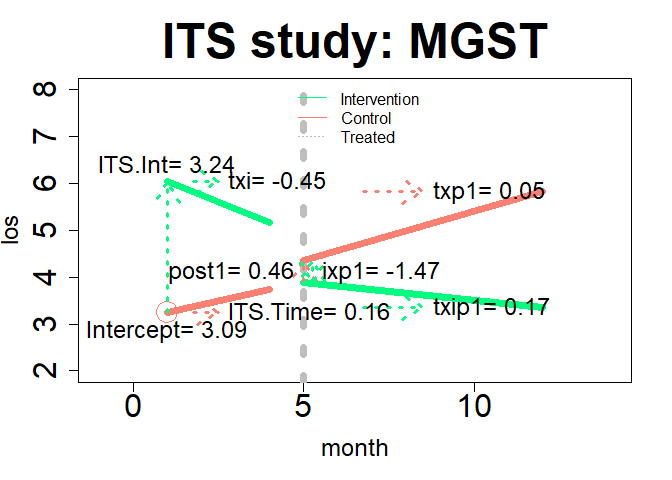 ITS study: MGST
Intervention
Control
Treated
ITS.Int= 3.24
txi= -0.45
txp1= 0.05
post1= 0.46
ixp1= -1.47
ITS.Time= 0.16
txip1= 0.17
Intercept= 3.09
los
8
7
6
5
4
3
2
0
5
10
month